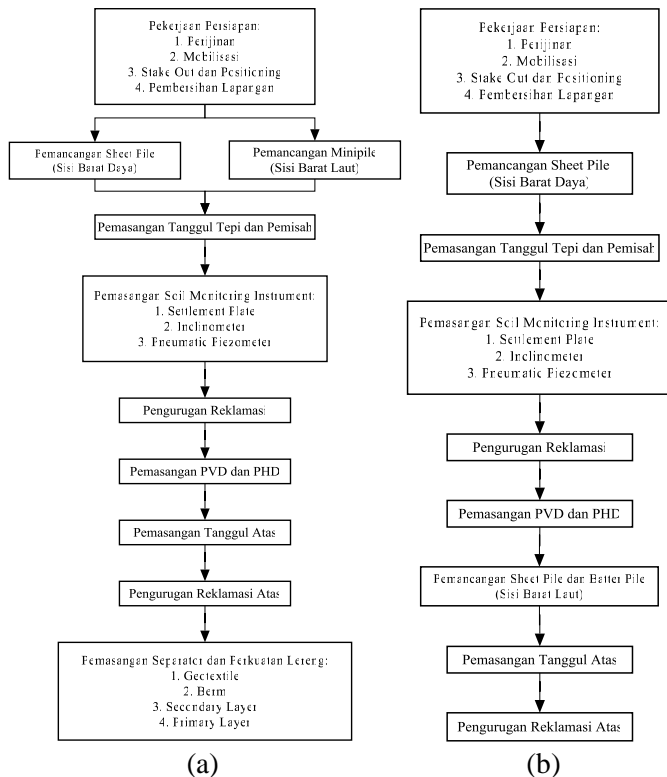 Pekerjaan Persiapan:
1. Perijinan
2. Mobilisasi
3. Stake Out dan Positioning
4. Pembersihan Lapangan
Pemancangan Sheet Pile
(Sisi Barat Daya)
Pemancangan Minipile
(Sisi Barat Laut)
Pemasangan Tanggul Tepi dan Pemisah
Pemasangan Soil Monitoring Instrument:
1. Settlement Plate
2. Inclinometer
3. Pneumatic Piezometer
Pengurugan Reklamasi
Pemasangan PVD dan PHD
Pemasangan Tanggul Atas
Pengurugan Reklamasi Atas
Pemasangan Separator dan Perkuatan Lereng:
1. Geotextile
2. Berm
3. Secondary Layer
4. Primary Layer
(a)
Pekerjaan Persiapan:
1. Perijinan
2. Mobilisasi
3. Stake Out dan Positioning
4. Pembersihan Lapangan
Pemancangan Sheet Pile
(Sisi Barat Daya)
Pemasangan Tanggul Tepi dan Pemisah
Pemasangan Soil Monitoring Instrument:
1. Settlement Plate
2. Inclinometer
3. Pneumatic Piezometer
Pengurugan Reklamasi
Pemasangan PVD dan PHD
Pemancangan Sheet Pile dan Batter Pile
(Sisi Barat Laut)
Pemasangan Tanggul Atas
Pengurugan Reklamasi Atas
(b)